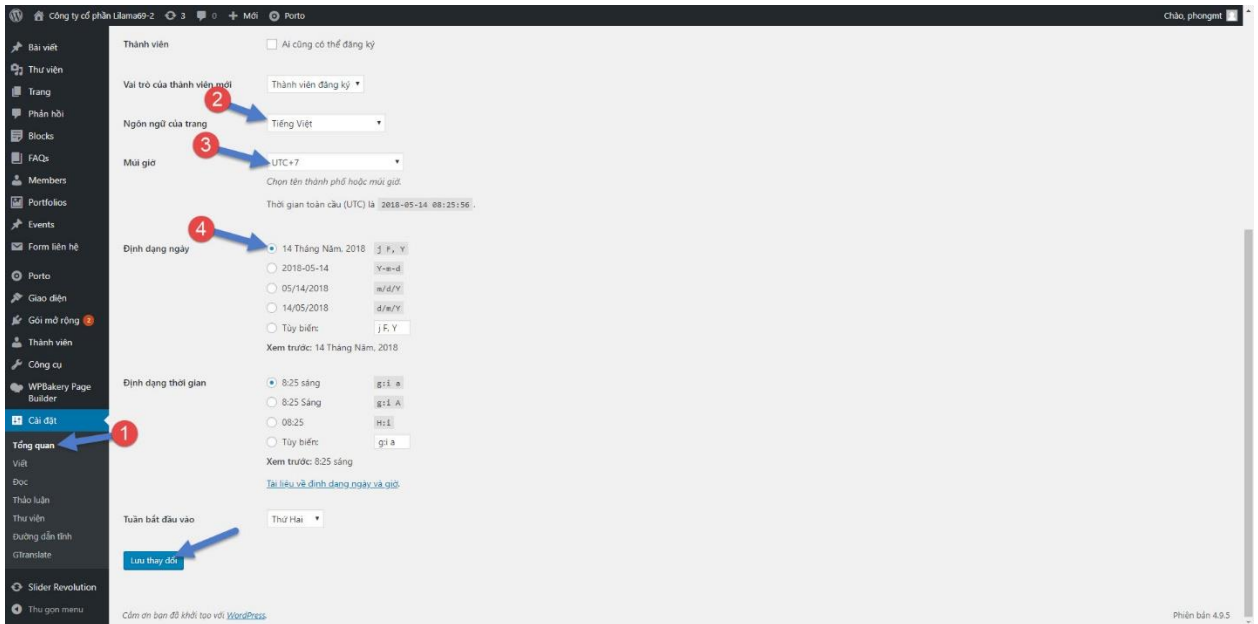 Công ty cổ phần Lilama69-2 3 0 + Mới Porto Chào, phongmt
Bài viết
Thư viện
Trang
Phản hồi
Blocks
FAQs
Members
Portfolios
Events
Form liên hệ
Porto
Giao diện
Gói mở rộng 2
Thành viên
Công cụ
WPBakery Page
Builder
Cài đặt
1
Tổng quan
Viết
Đọc
Thảo luận
Thư viện
Đường dẫn tĩnh
GTranslate
Slider Revolution
Thu gọn menu
Thành viên Ai cũng có thể đăng ký
Vai trò của thành viên mới Thành viên đăng ký
2
Ngôn ngữ của trang Tiếng Việt
3
Múi giờ UTC+7
Chọn tên thành phố hoặc múi giờ.
Thời gian toàn cầu (UTC) là 2018-05-14 08:25:56 .
4
Định dạng ngày 14 Tháng Năm, 2018 j F, Y
2018-05-14 Y-m-d
05/14/2018 m/d/Y
14/05/2018 d/m/Y
Tùy biến: j F, Y
Xem trước: 14 Tháng Năm, 2018
Định dạng thời gian 8:25 sáng g:i a
8:25 Sáng g:i A
08:25 H:i
Tùy biến: g:i a
Xem trước: 8:25 sáng
Tài liệu về định dạng ngày và giờ.
Tuần bắt đầu vào Thứ Hai
Lưu thay đổi
Cảm ơn bạn đã khởi tạo với WordPress. Phiên bản 4.9.5